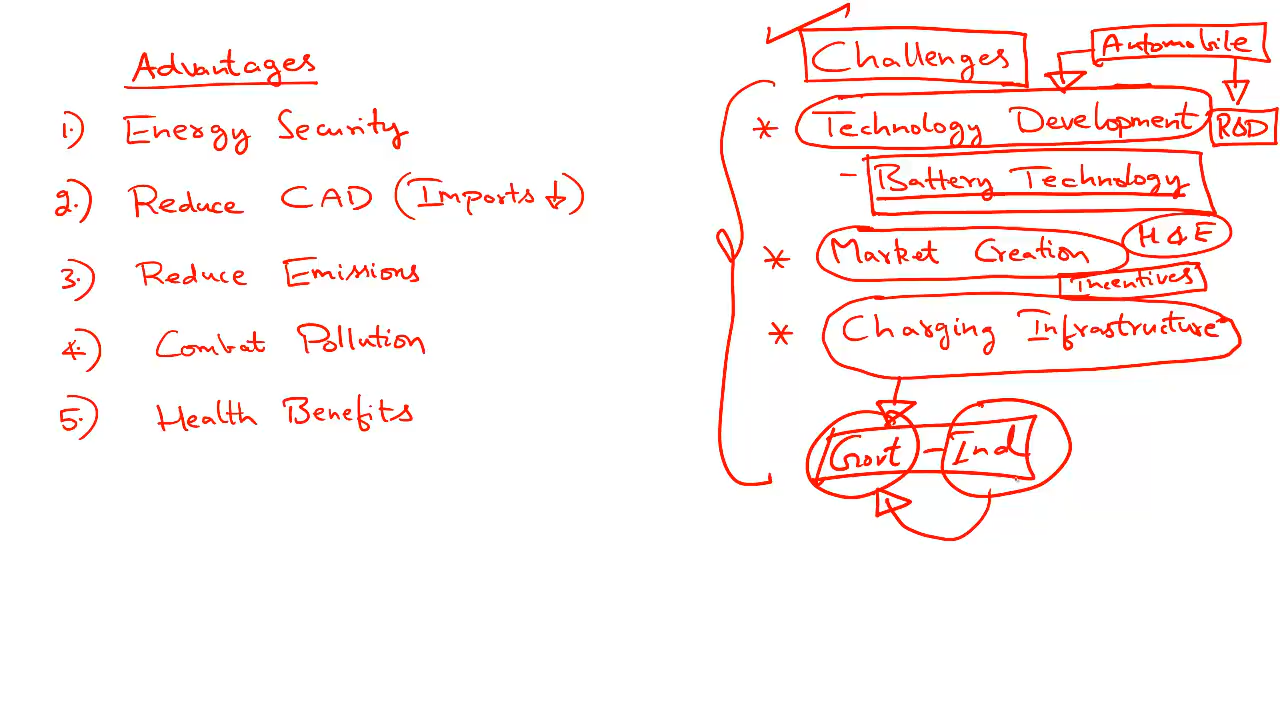 Advantages
1.) Energy Security
2.) Reduce CAD (Imports ↓)
3.) Reduce Emissions
4.) Combat Pollution
5.) Health Benefits
Challenges
Automobile
* Technology Development
R&D
- Battery Technology
* Market Creation
H & E
Incentives
* Charging Infrastructure
Govt - Ind